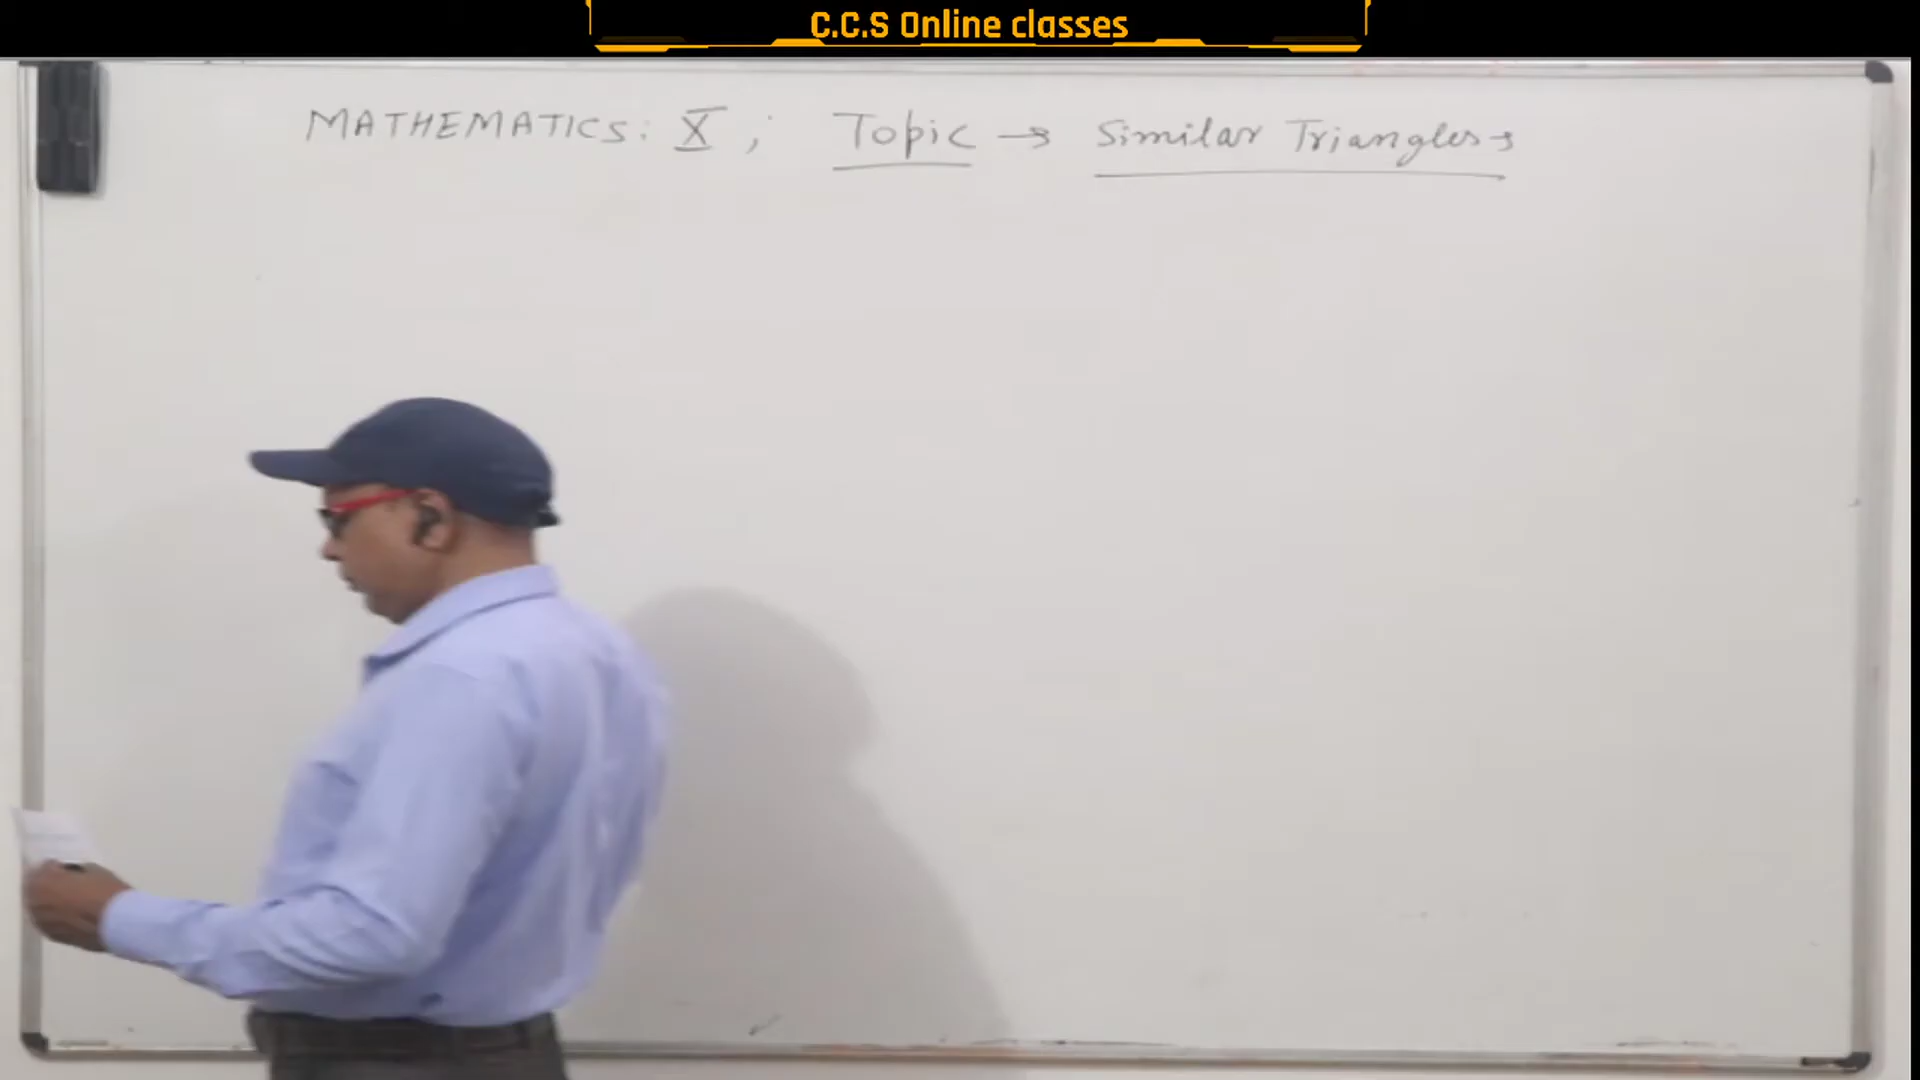 C.C.S Online classes
MATHEMATICS: X ; Topic → Similar Triangles →